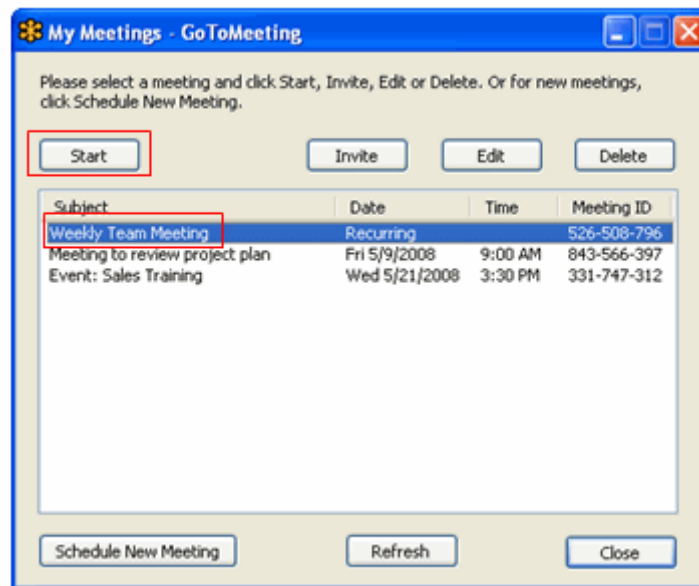 My Meetings - GoToMeeting
Please select a meeting and click Start, Invite, Edit or Delete. Or for new meetings,
click Schedule New Meeting.
Start Invite Edit Delete
Subject Date Time Meeting ID
Weekly Team Meeting Recurring 526-508-796
Meeting to review project plan Fri 5/9/2008 9:00 AM 843-566-397
Event: Sales Training Wed 5/21/2008 3:30 PM 331-747-312
Schedule New Meeting Refresh Close